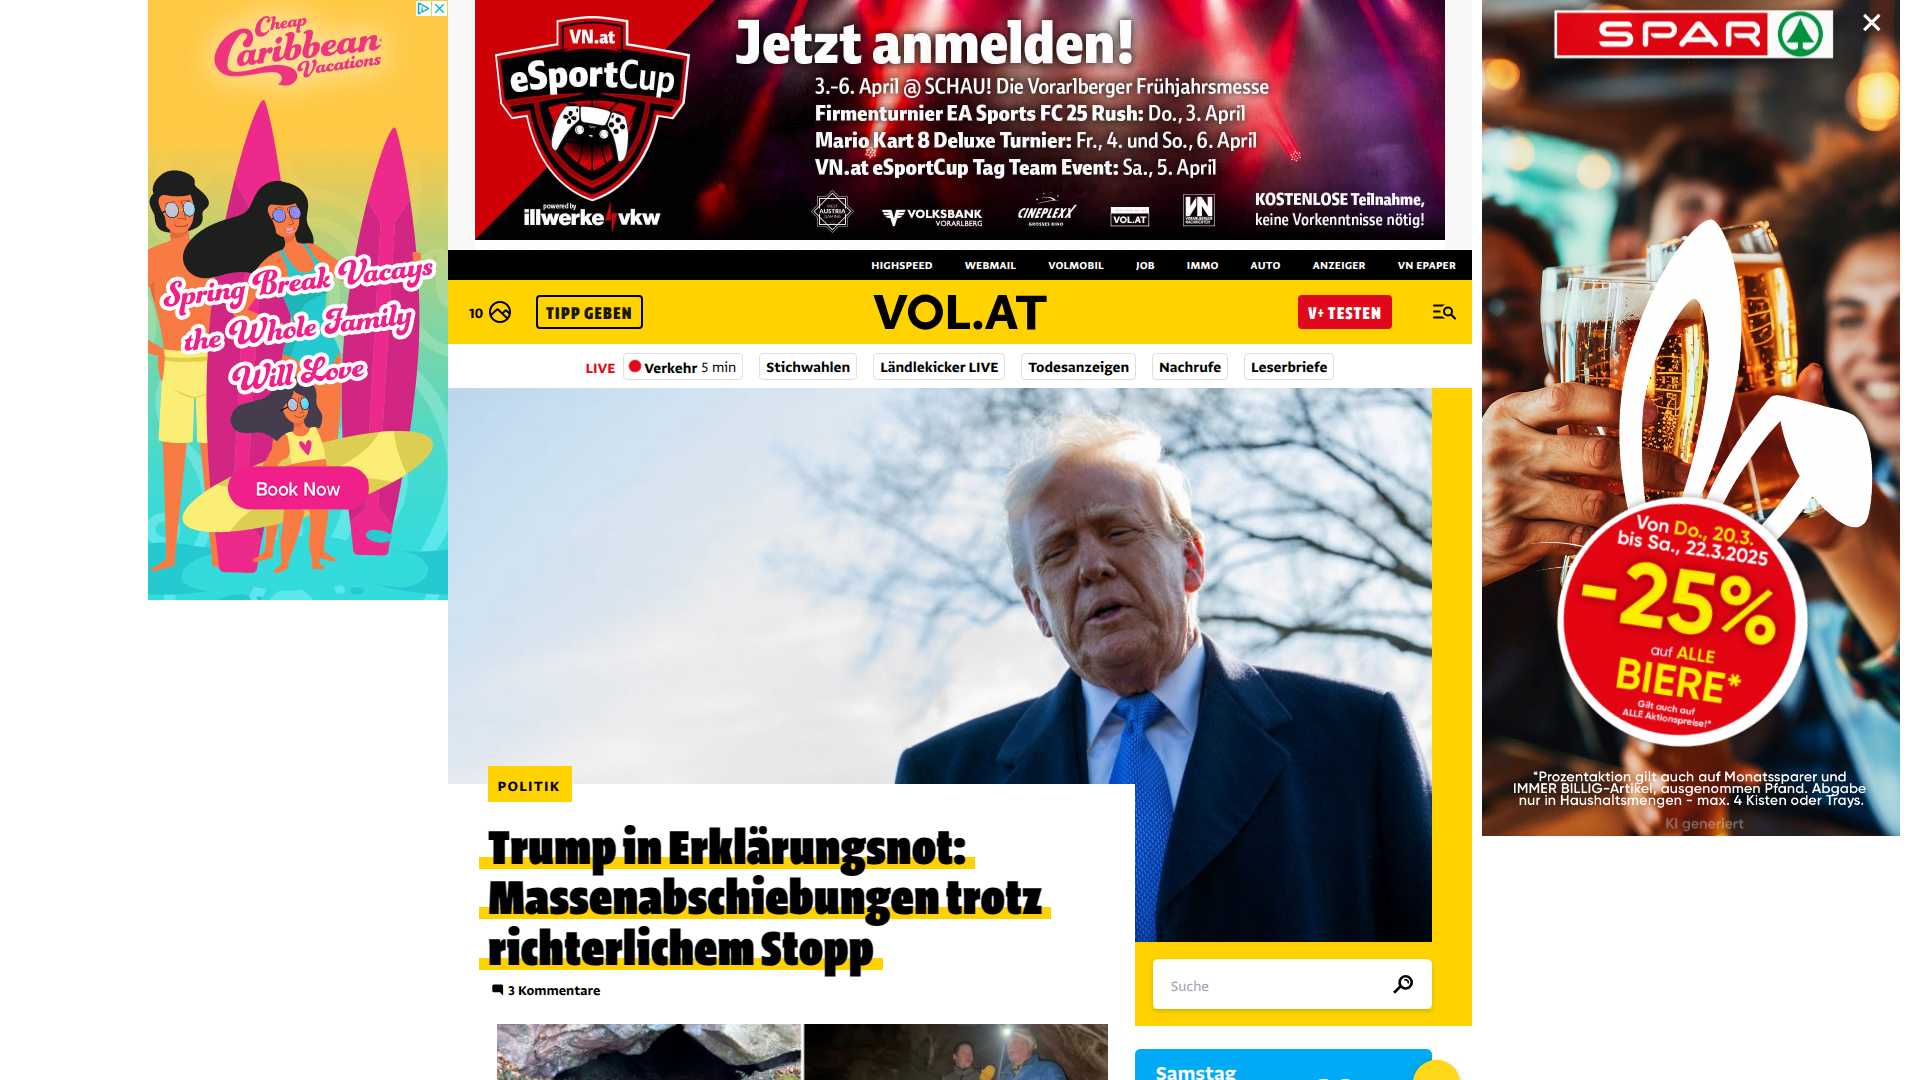 Cheap
Caribbean
Vacations
Spring Break Vacays
the Whole Family
Will Love
Book Now
VN.at
eSportCup
powered by
illwerke vkw
Jetzt anmelden!
3.-6. April @ SCHAU! Die Vorarlberger Frühjahrsmesse
Firmenturnier EA Sports FC 25 Rush: Do., 3. April
Mario Kart 8 Deluxe Turnier: Fr., 4. und So., 6. April
VN.at eSportCup Tag Team Event: Sa., 5. April
AUSTRIA
VOLKSBANK
VORARLBERG
CINEPLEXX
VOL.AT
VN
KOSTENLOSE Teilnahme,
keine Vorkenntnisse nötig!
HIGHSPEED WEBMAIL VOLMOBIL JOB IMMO AUTO ANZEIGER VN EPAPER
10 TIPP GEBEN VOL.AT V+ TESTEN
LIVE Verkehr 5 min Stichwahlen Ländlekicker LIVE Todesanzeigen Nachrufe Leserbriefe
POLITIK
Trump in Erklärungsnot:
Massenabschiebungen trotz
richterlichem Stopp
3 Kommentare
Suche
Samstag
SPAR
Von Do., 20.3.
bis Sa., 22.3.2025
-25%
auf ALLE
BIERE*
Gilt auch auf
ALLE Aktionspreise!*
*Prozentaktion gilt auch auf Monatssparer und
IMMER BILLIG-Artikel, ausgenommen Pfand. Abgabe
nur in Haushaltsmengen - max. 4 Kisten oder Trays.
KI generiert